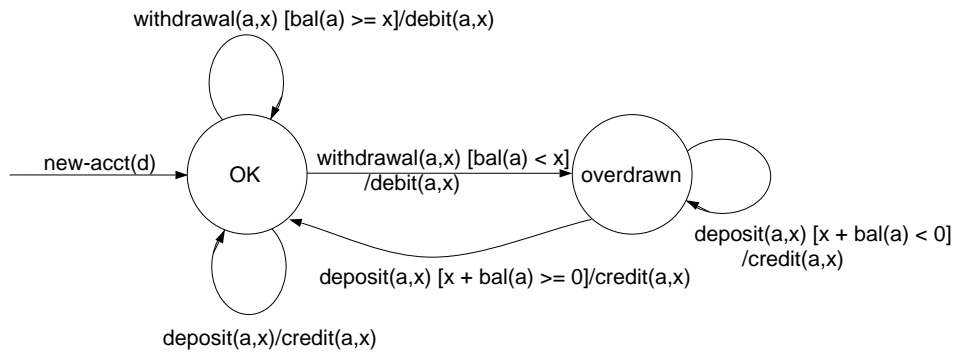 withdrawal(a,x) [bal(a) >= x]/debit(a,x)
new-acct(d)
OK
withdrawal(a,x) [bal(a) < x]
/debit(a,x)
overdrawn
deposit(a,x) [x + bal(a) < 0]
/credit(a,x)
deposit(a,x) [x + bal(a) >= 0]/credit(a,x)
deposit(a,x)/credit(a,x)